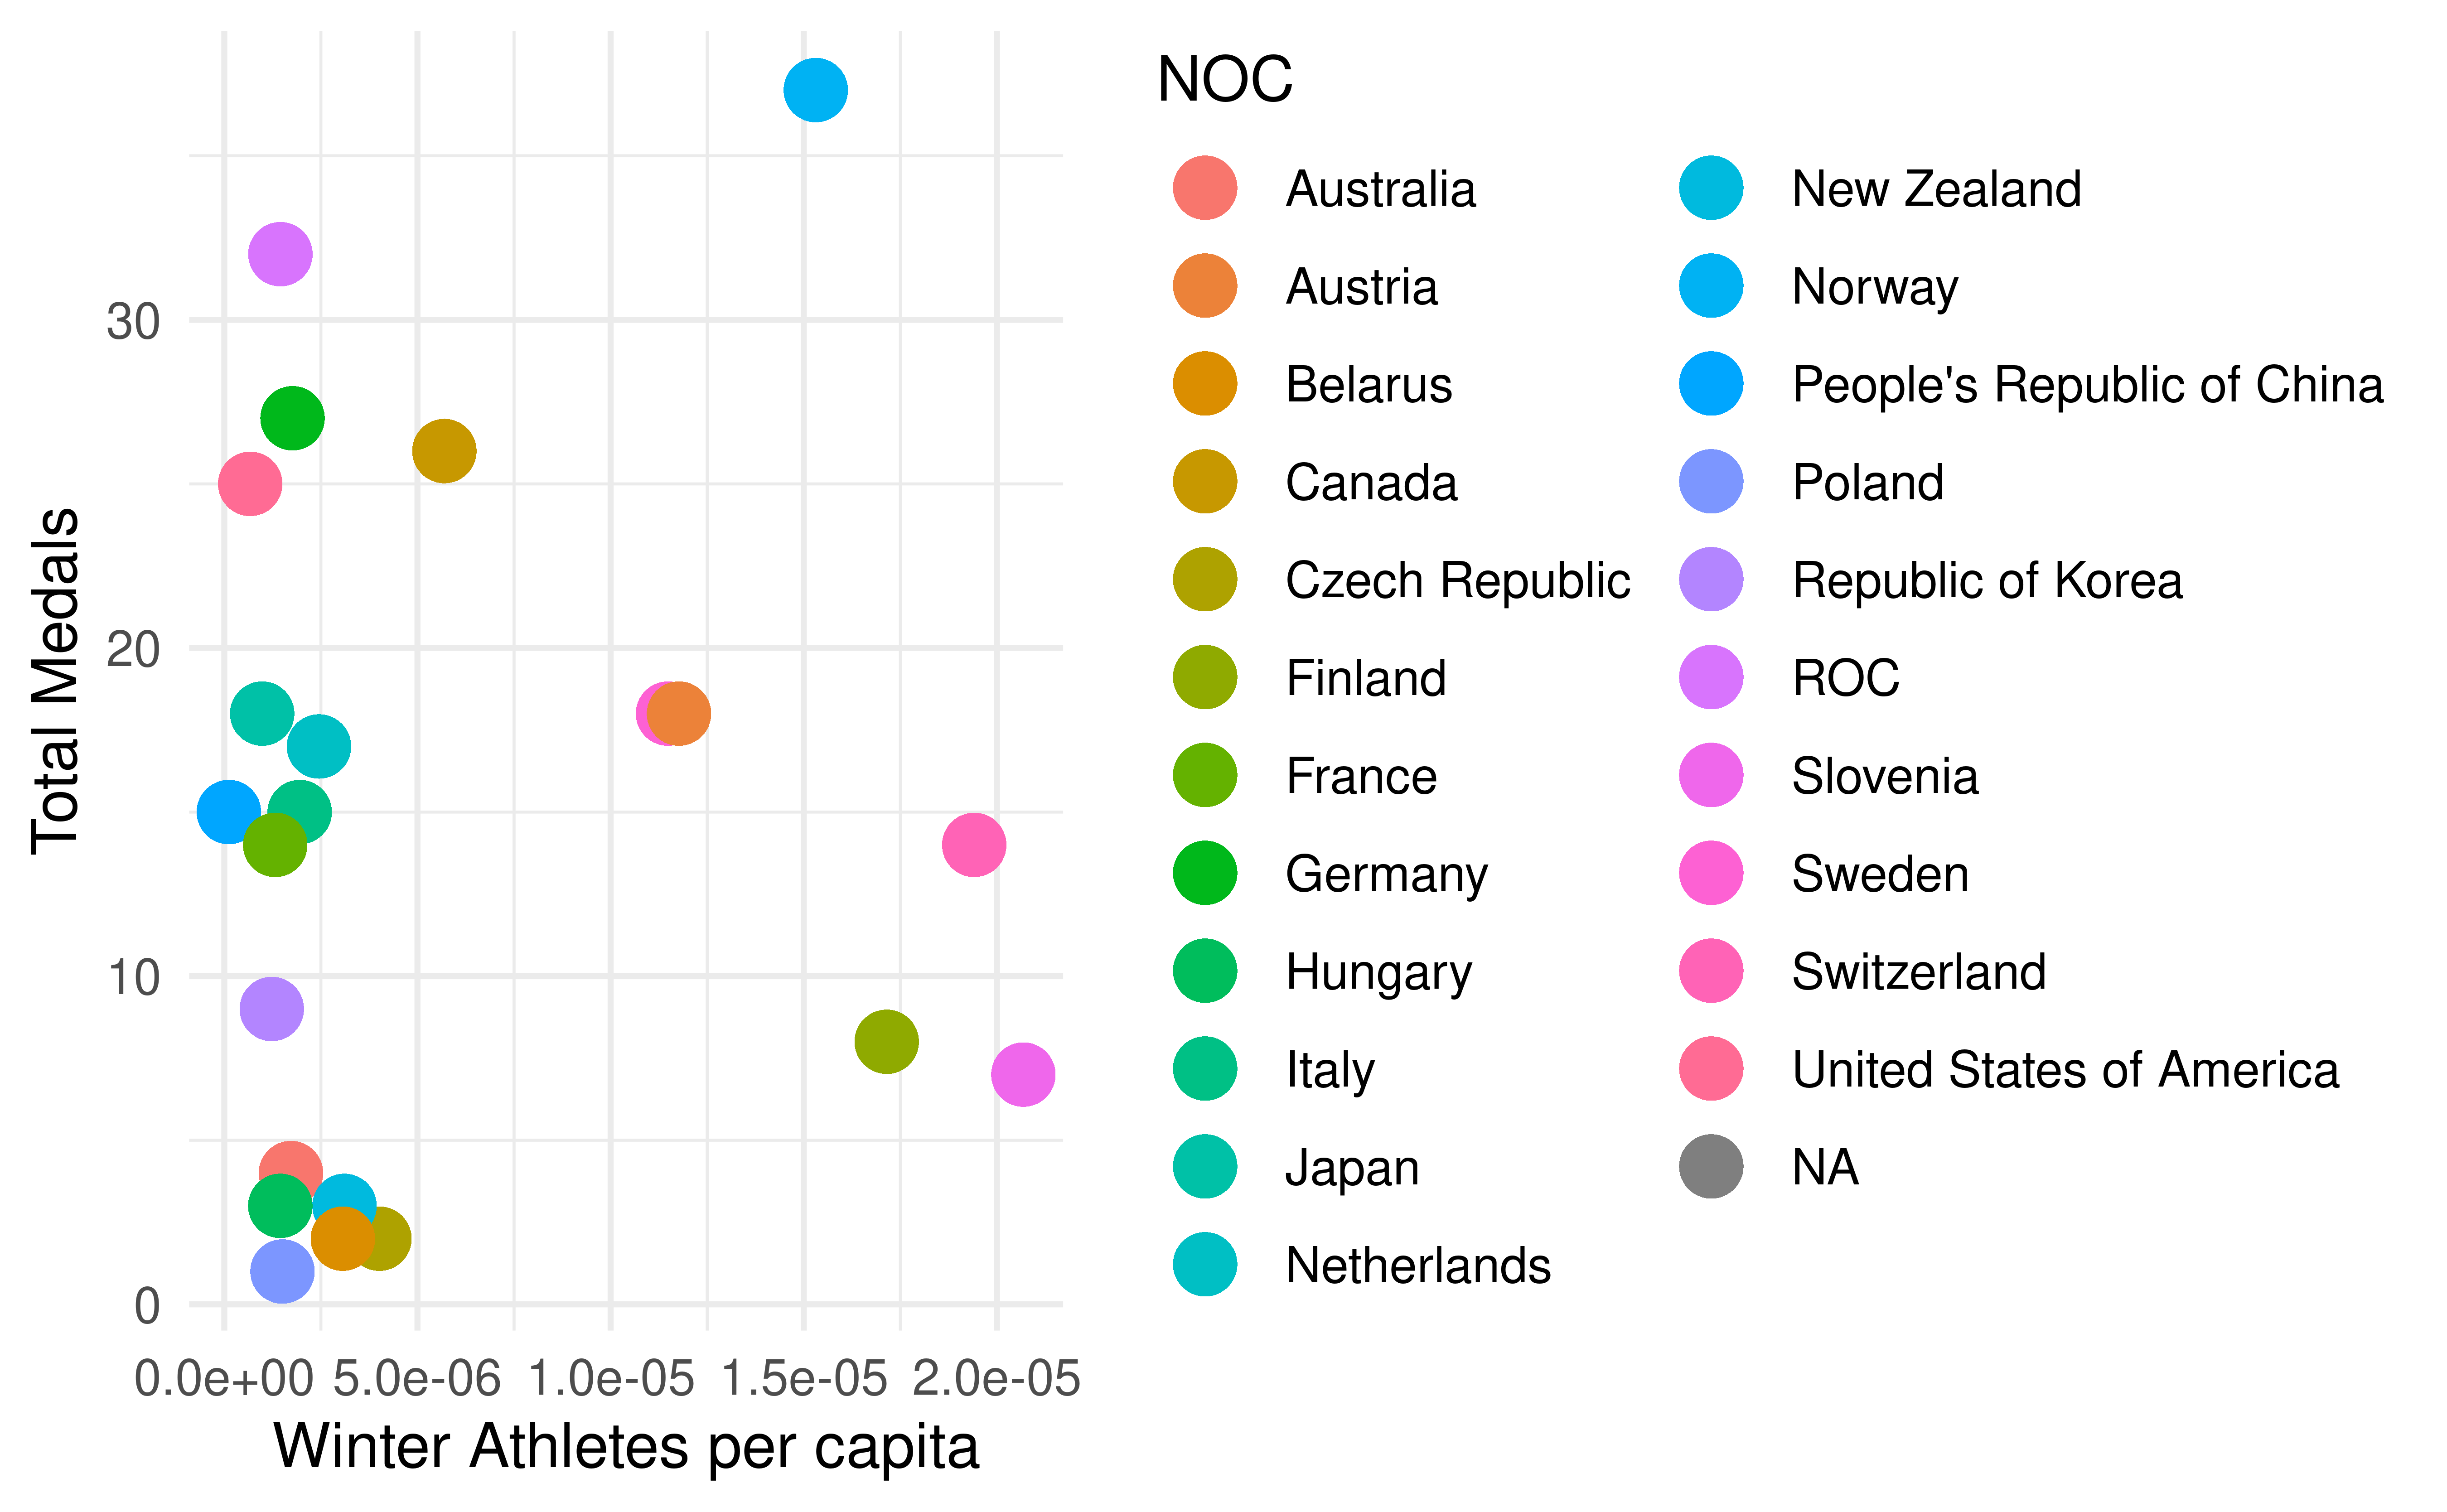 Total Medals
30
20
10
0
0.0e+00 5.0e-06 1.0e-05 1.5e-05 2.0e-05
Winter Athletes per capita
NOC
Australia
Austria
Belarus
Canada
Czech Republic
Finland
France
Germany
Hungary
Italy
Japan
Netherlands
New Zealand
Norway
People's Republic of China
Poland
Republic of Korea
ROC
Slovenia
Sweden
Switzerland
United States of America
NA